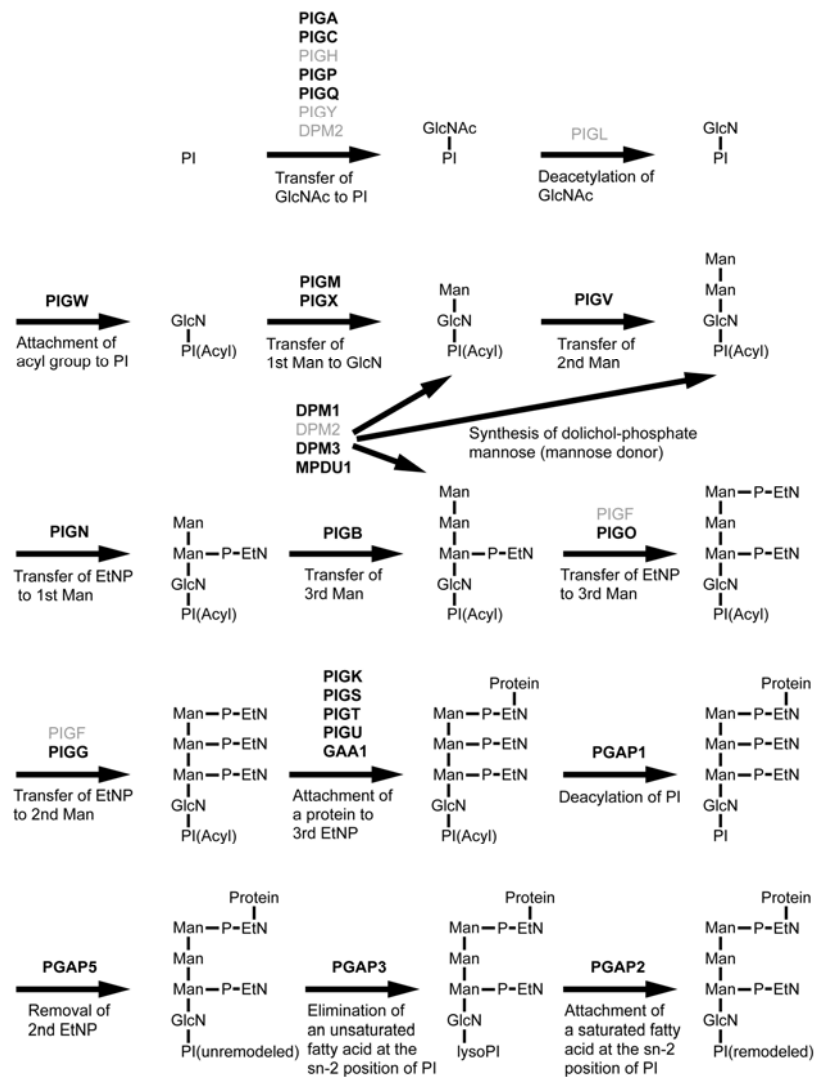 PIGA
PIGC
PIGH
PIGP
PIGQ
PIGY
DPM2
PI
Transfer of
GlcNAc to PI
GlcNAc
PI
PIGL
Deacetylation of
GlcNAc
GlcN
PI
PIGW
Attachment of
acyl group to PI
GlcN
PI(Acyl)
PIGM
PIGX
Transfer of
1st Man to GlcN
Man
GlcN
PI(Acyl)
PIGV
Transfer of
2nd Man
Man
Man
GlcN
PI(Acyl)
DPM1
DPM2
DPM3
MPDU1
Synthesis of dolichol-phosphate
mannose (mannose donor)
PIGN
Transfer of EtNP
to 1st Man
Man
Man P EtN
GlcN
PI(Acyl)
PIGB
Transfer of
3rd Man
Man
Man
Man P EtN
GlcN
PI(Acyl)
PIGF
PIGO
Transfer of EtNP
to 3rd Man
Man P EtN
Man
Man P EtN
GlcN
PI(Acyl)
PIGF
PIGG
Transfer of EtNP
to 2nd Man
Man P EtN
Man P EtN
Man P EtN
GlcN
PI(Acyl)
PIGK
PIGS
PIGT
PIGU
GAA1
Attachment of
a protein to
3rd EtNP
Protein
Man P EtN
Man P EtN
Man P EtN
GlcN
PI(Acyl)
PGAP1
Deacylation of PI
Protein
Man P EtN
Man P EtN
Man P EtN
GlcN
PI
PGAP5
Removal of
2nd EtNP
Protein
Man P EtN
Man
Man P EtN
GlcN
PI(unremodeled)
PGAP3
Elimination of
an unsaturated
fatty acid at the
sn-2 position of PI
Protein
Man P EtN
Man
Man P EtN
GlcN
lysoPI
PGAP2
Attachment of
a saturated fatty
acid at the sn-2
position of PI
Protein
Man P EtN
Man
Man P EtN
GlcN
PI(remodeled)